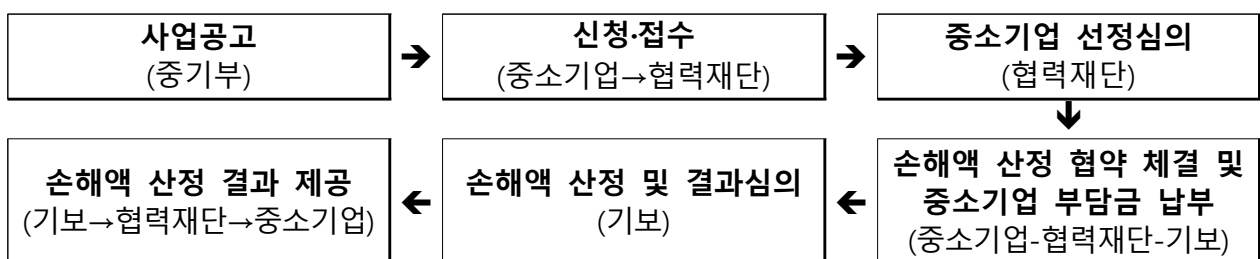 사업공고
(중기부)
➔
신청·접수
(중소기업→협력재단)
➔
중소기업 선정심의
(협력재단)
🡻
손해액 산정 협약 체결 및
중소기업 부담금 납부
(중소기업-협력재단-기보)
🡸
손해액 산정 및 결과심의
(기보)
🡸
손해액 산정 결과 제공
(기보→협력재단→중소기업)